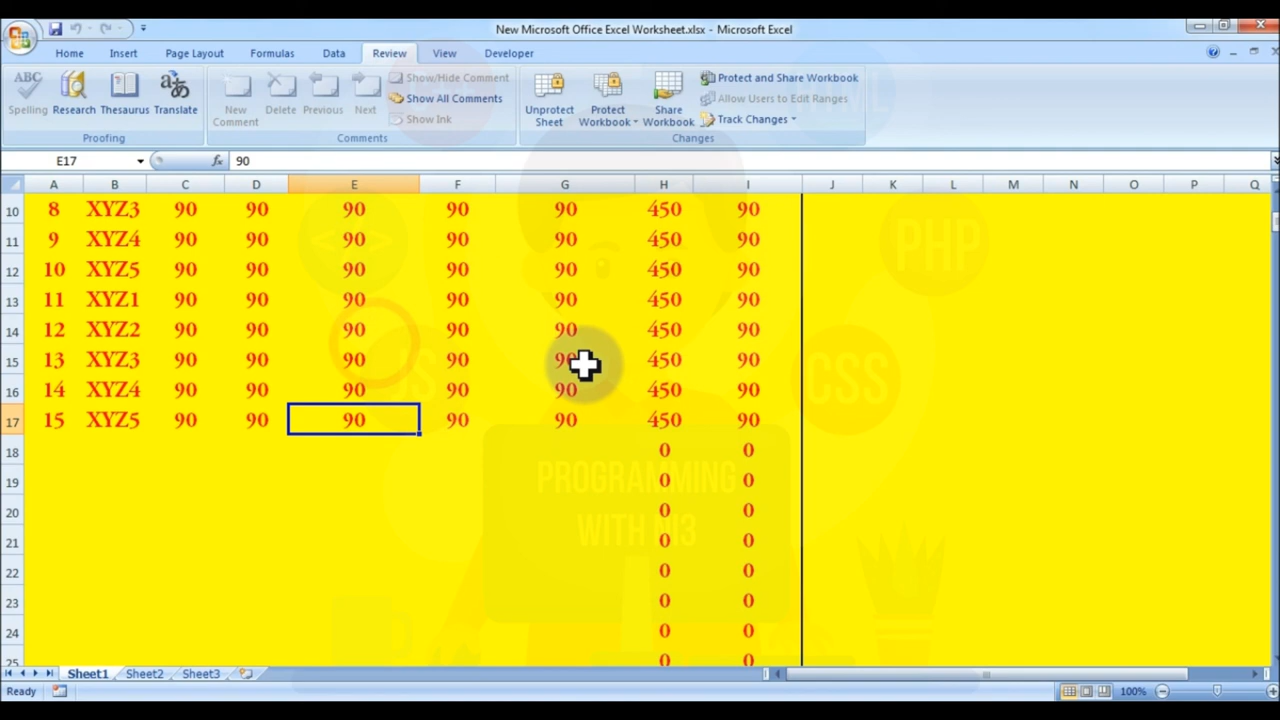 New Microsoft Office Excel Worksheet.xlsx - Microsoft Excel
Home Insert Page Layout Formulas Data Review View Developer
ABC
Spelling Research Thesaurus Translate
Proofing
New Comment Delete Previous Next
Show/Hide Comment
Show All Comments
Show Ink
Comments
Unprotect Sheet Protect Workbook Share Workbook
Protect and Share Workbook
Allow Users to Edit Ranges
Track Changes
Changes
E17 fx 90
A B C D E F G H I J K L M N O P Q
10 8 XYZ3 90 90 90 90 90 450 90
11 9 XYZ4 90 90 90 90 90 450 90
12 10 XYZ5 90 90 90 90 90 450 90
13 11 XYZ1 90 90 90 90 90 450 90
14 12 XYZ2 90 90 90 90 90 450 90
15 13 XYZ3 90 90 90 90 90 450 90
16 14 XYZ4 90 90 90 90 90 450 90
17 15 XYZ5 90 90 90 90 90 450 90
18 0 0
19 0 0
20 0 0
21 0 0
22 0 0
23 0 0
24 0 0
25 0 0
PHP
CSS
PROGRAMMING
WITH NI3
Sheet1 Sheet2 Sheet3
Ready 100%